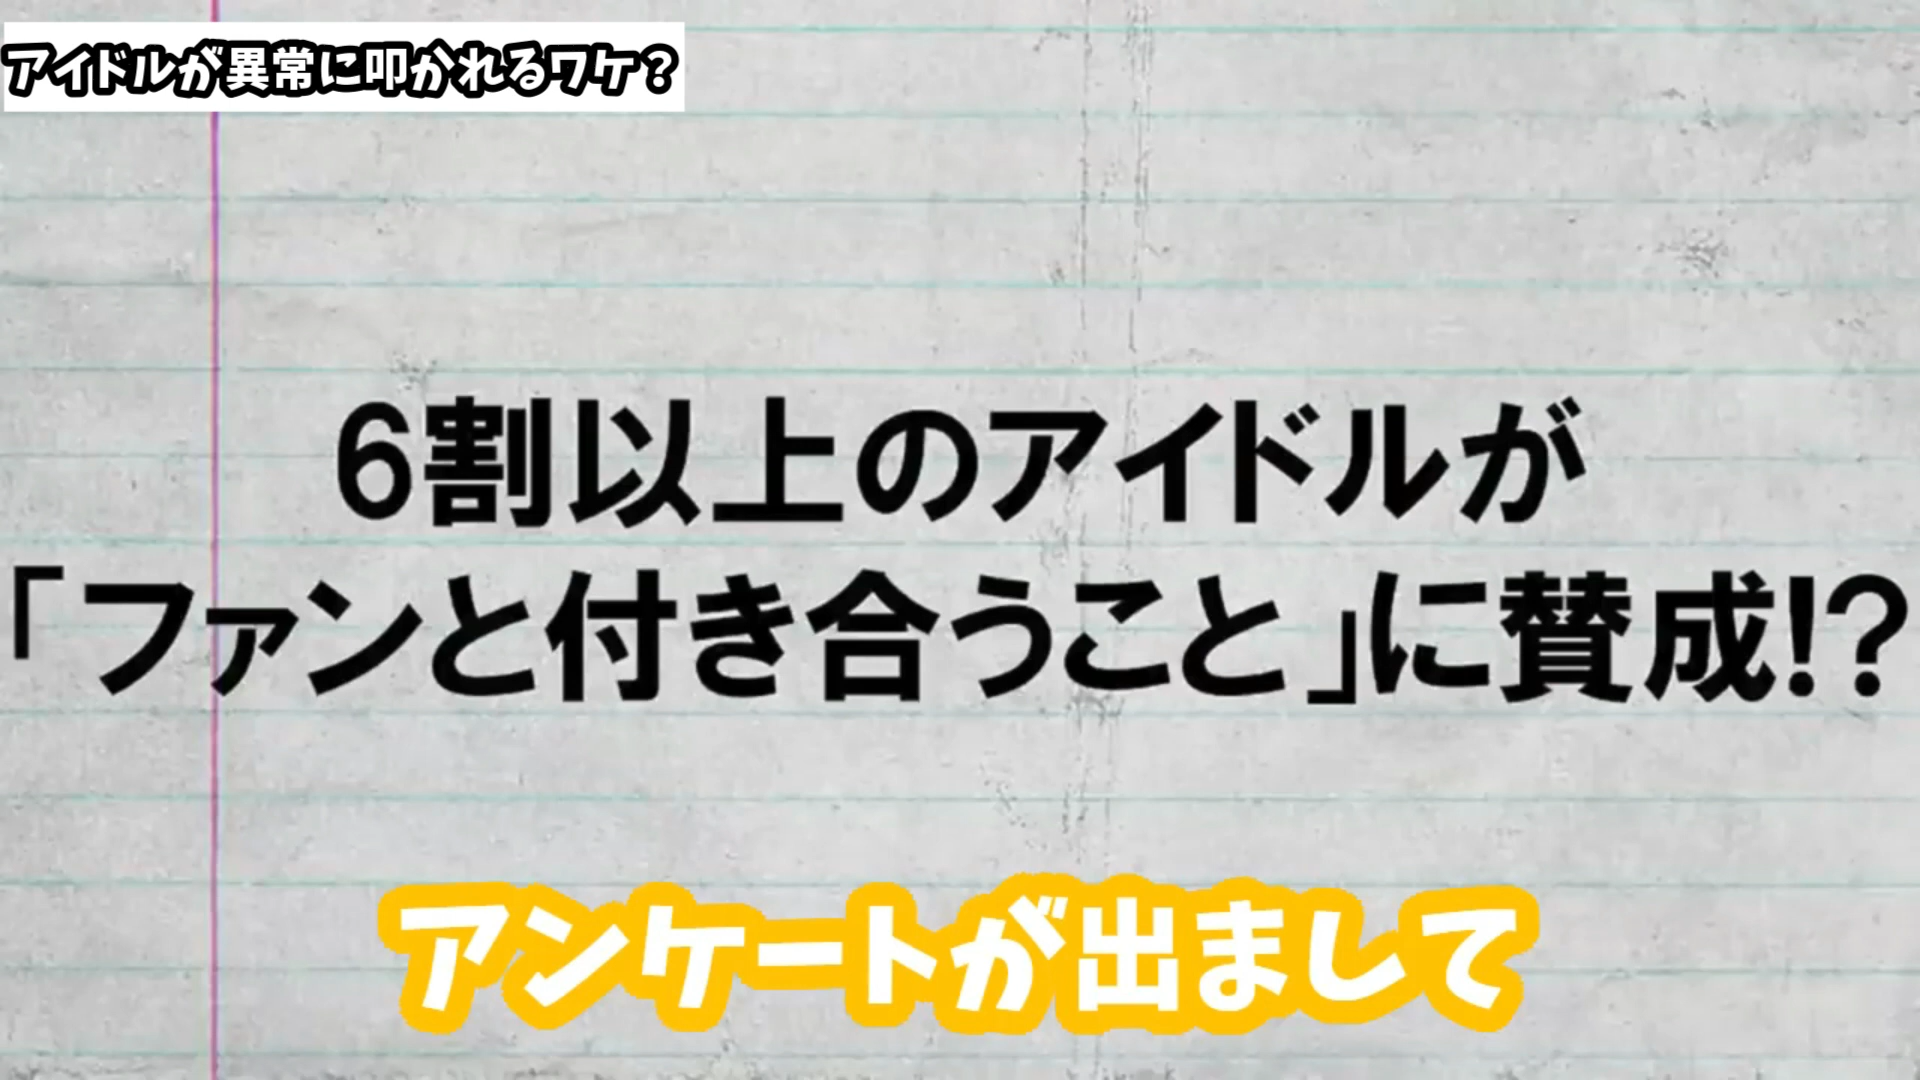 アイドルが異常に叩かれるワケ？
6割以上のアイドルが
「ファンと付き合うこと」に賛成!?
アンケートが出まして